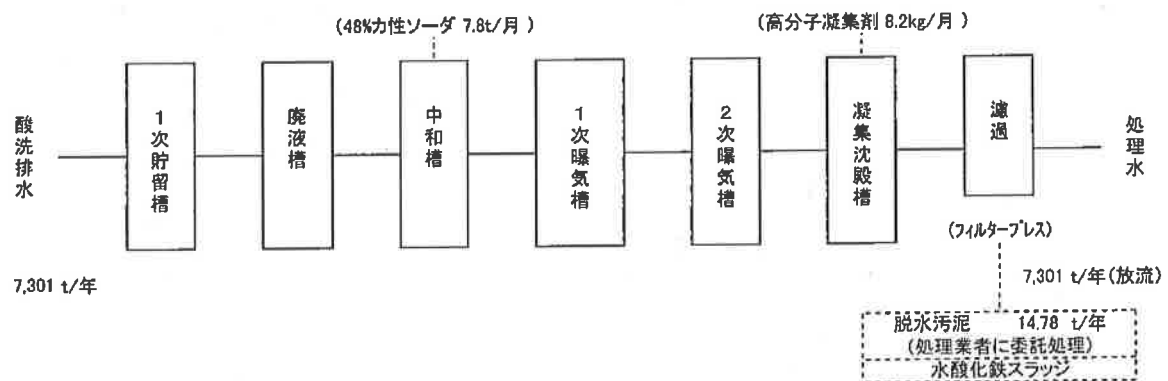 (48%カ性ソーダ 7.8t/月)
(高分子凝集剤 8.2kg/月)
酸洗排水
1次貯留槽
廃液槽
中和槽
1次曝気槽
2次曝気槽
凝集沈殿槽
濾過
処理水
(フィルタープレス)
7,301 t/年
7,301 t/年(放流)
脱水汚泥 14.78 t/年
(処理業者に委託処理)
水酸化鉄スラッジ